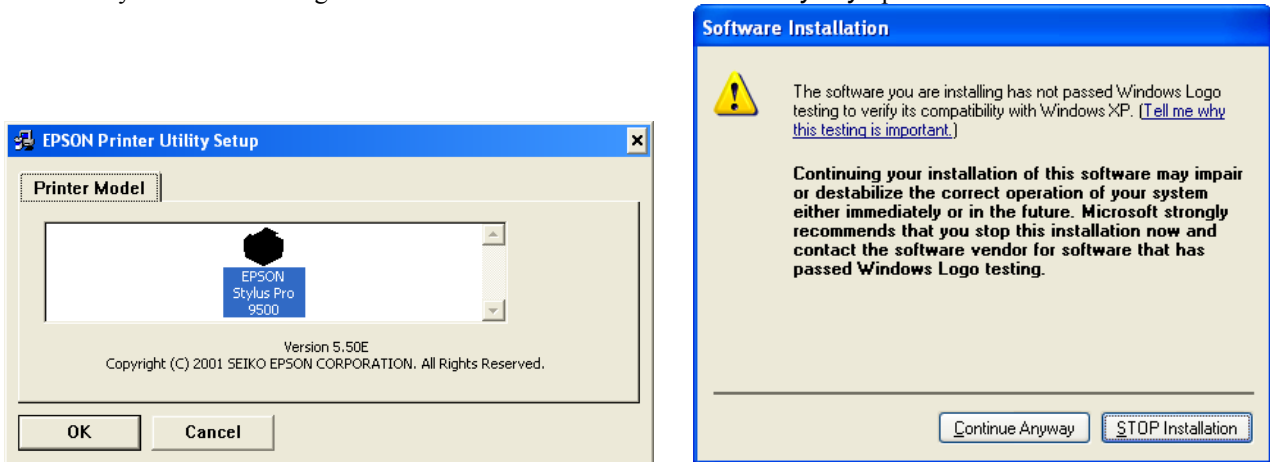 EPSON Printer Utility Setup
Printer Model
EPSON
Stylus Pro
9500
Version 5.50E
Copyright (C) 2001 SEIKO EPSON CORPORATION. All Rights Reserved.
OK
Cancel
Software Installation
The software you are installing has not passed Windows Logo
testing to verify its compatibility with Windows XP. (Tell me why
this testing is important.)
Continuing your installation of this software may impair
or destabilize the correct operation of your system
either immediately or in the future. Microsoft strongly
recommends that you stop this installation now and
contact the software vendor for software that has
passed Windows Logo testing.
Continue Anyway
STOP Installation